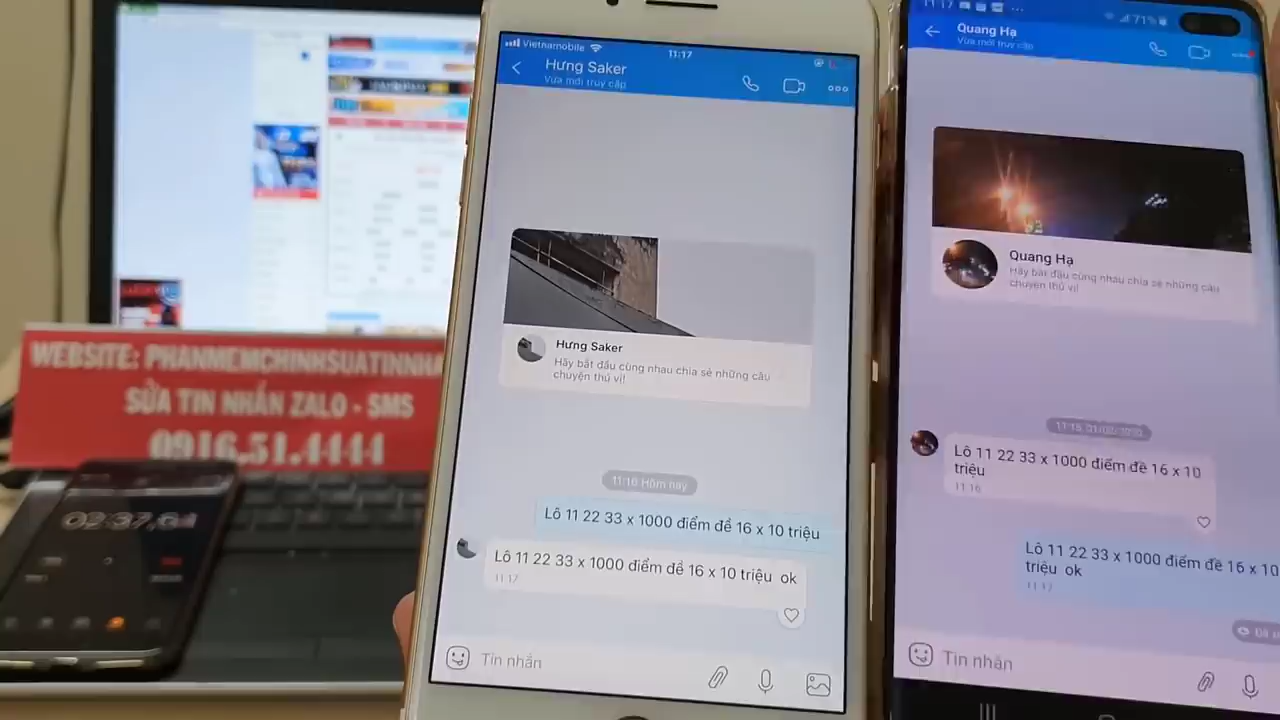 WEBSITE: PHANMEMCHINHSUATINNHA
SỬA TIN NHẮN ZALO - SMS
0916.51.4444
Vietnamobile
11:17
Hưng Saker
Vừa mới truy cập
Hưng Saker
Hãy bắt đầu cùng nhau chia sẻ những câu
chuyện thú vị!
11:16 Hôm nay
Lô 11 22 33 x 1000 điểm đề 16 x 10 triệu
Lô 11 22 33 x 1000 điểm đề 16 x 10 triệu ok
11:17
Tin nhắn
11:17
71%
Quang Hạ
Vừa mới truy cập
Quang Hạ
Hãy bắt đầu cùng nhau chia sẻ những câu
chuyện thú vị!
Lô 11 22 33 x 1000 điểm đề 16 x 10
triệu
11:16
Lô 11 22 33 x 1000 điểm đề 16 x 10
triệu ok
11:17
Tin nhắn